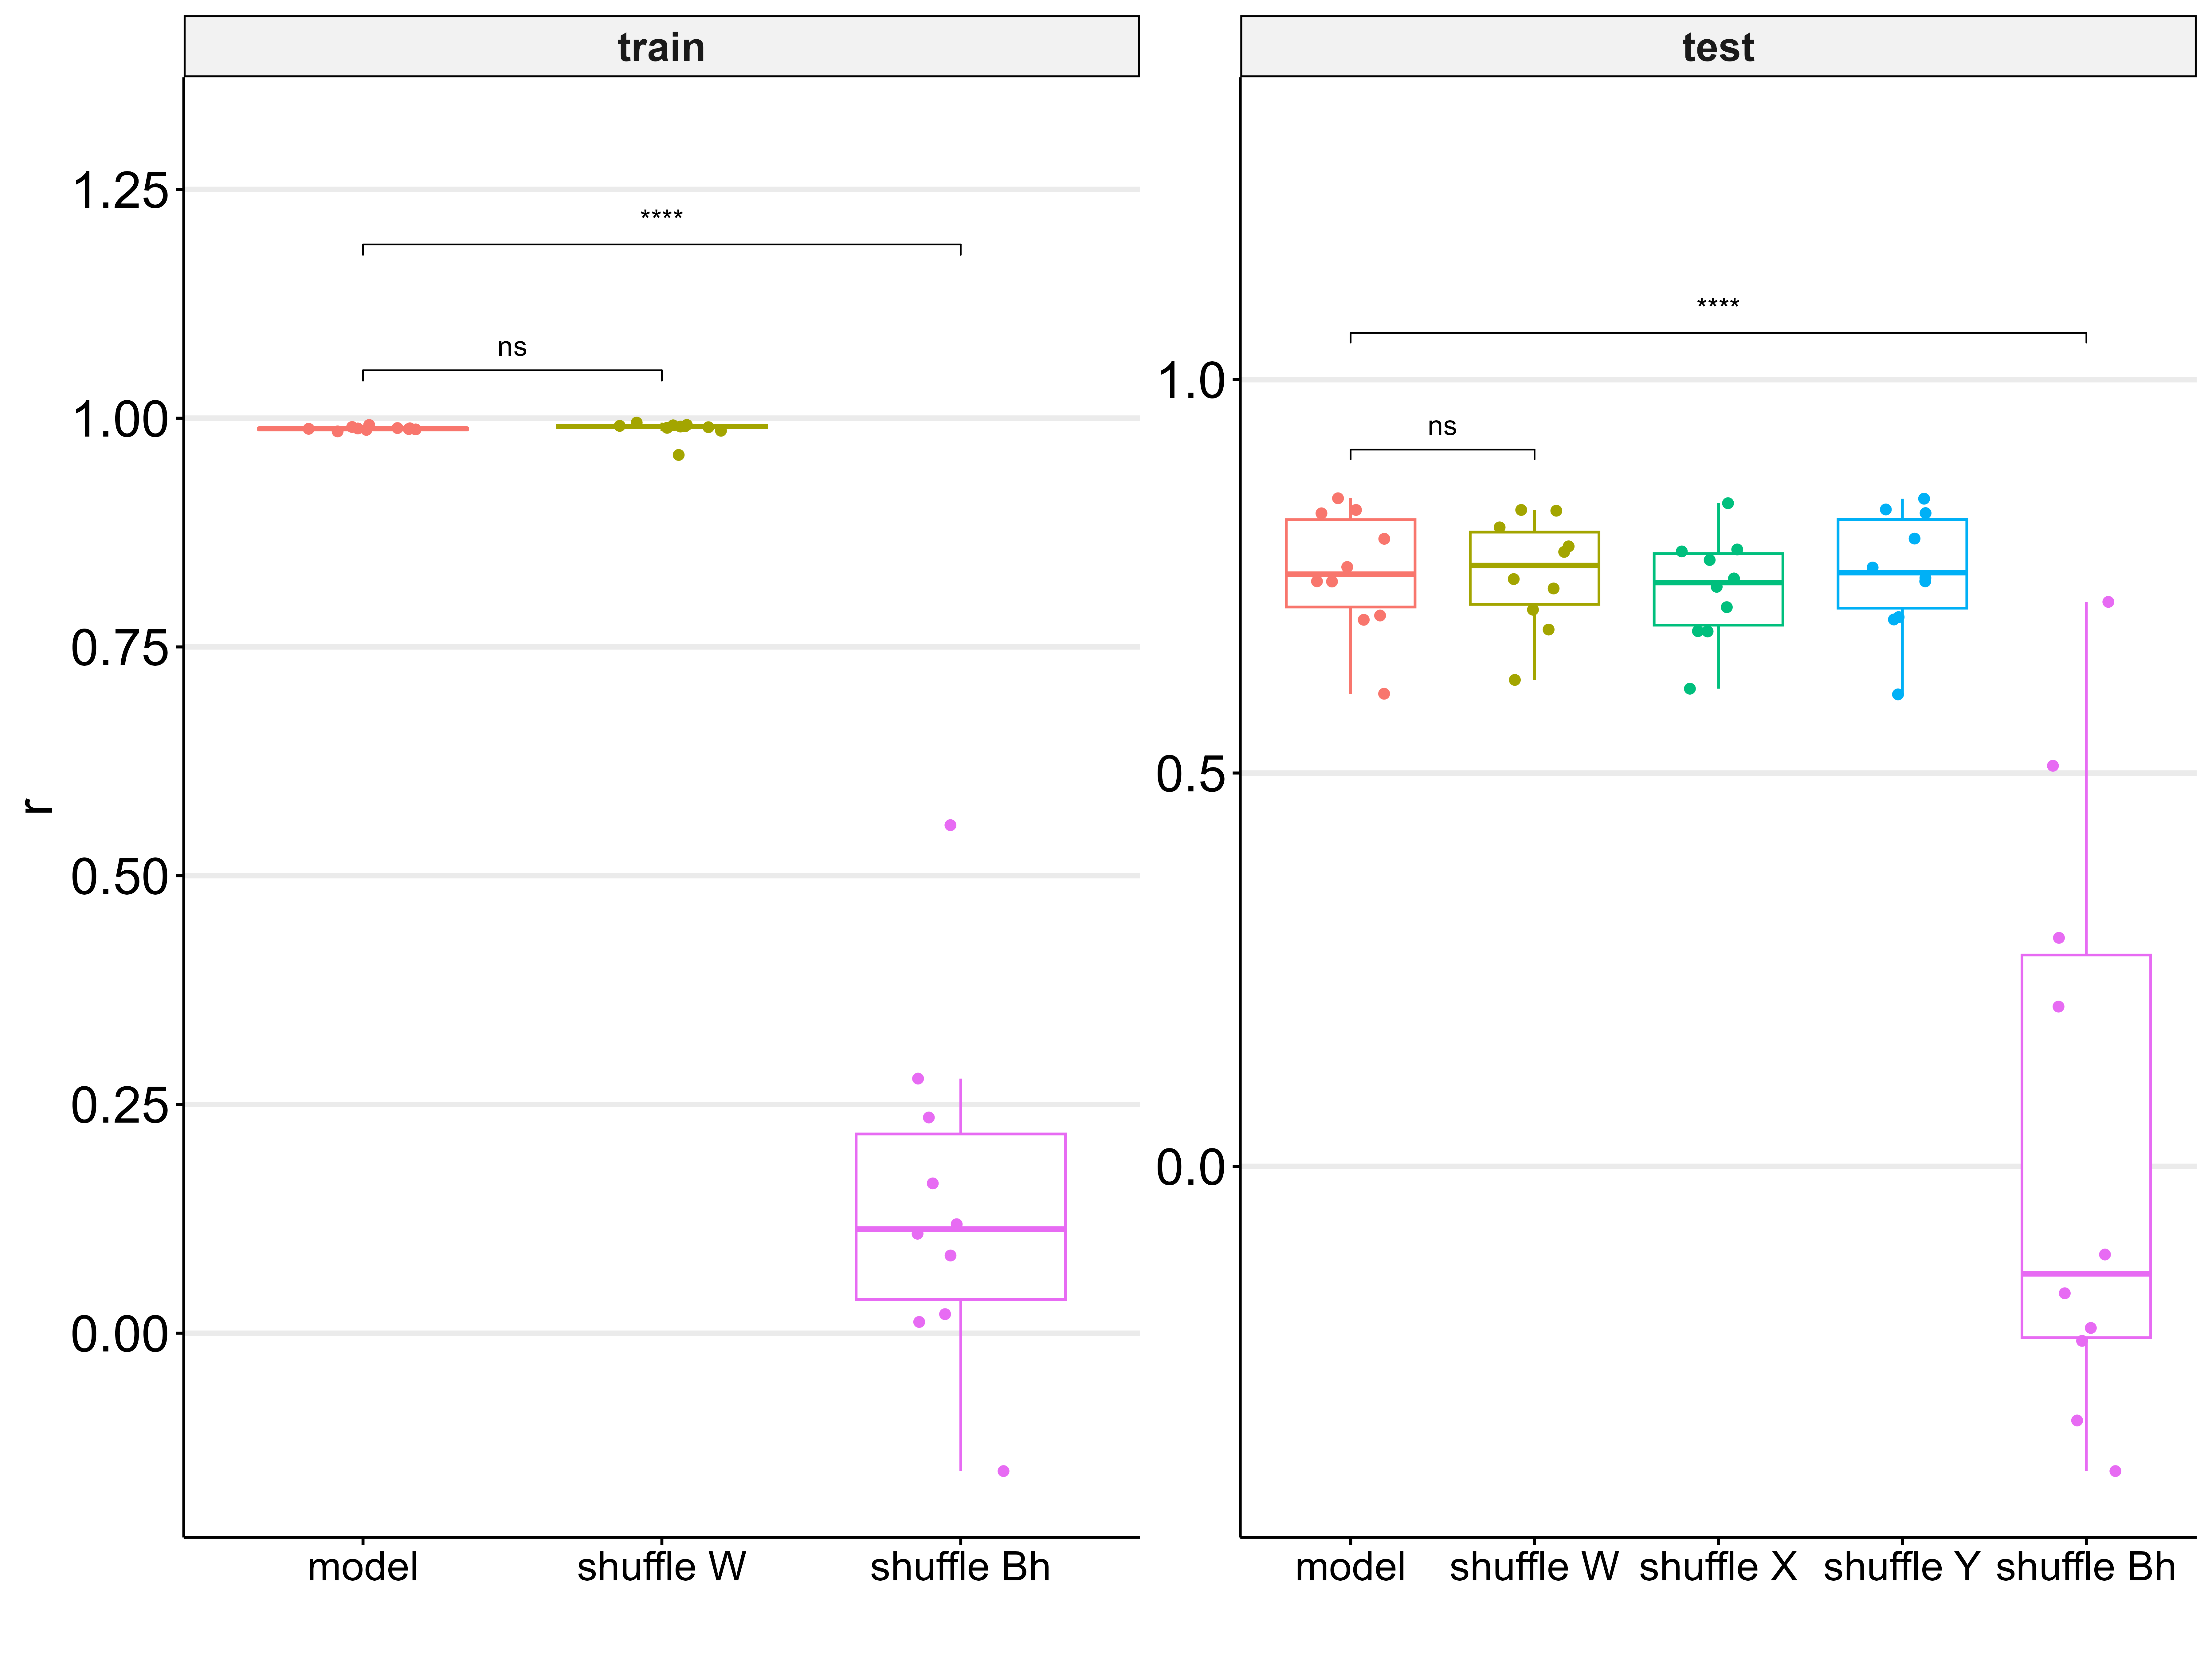 train
test
1.25
1.00
0.75
0.50
0.25
0.00
r
****
ns
model
shuffle W
shuffle Bh
1.0
0.5
0.0
****
ns
model
shuffle W
shuffle X
shuffle Y
shuffle Bh